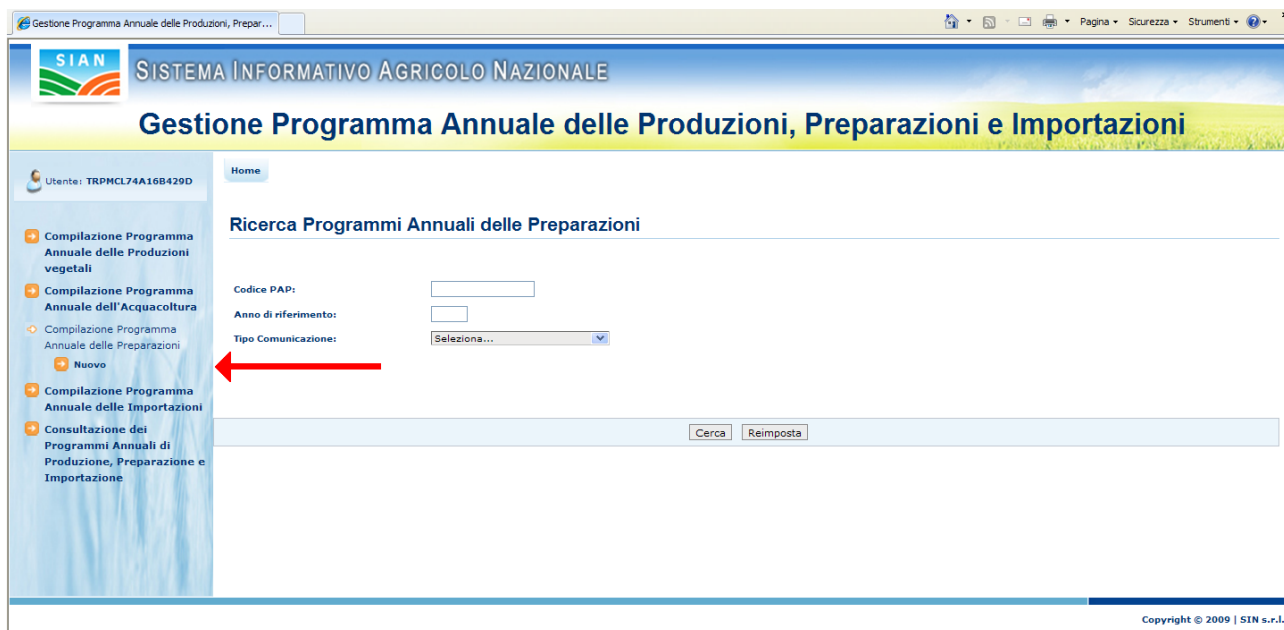 Gestione Programma Annuale delle Produzioni, Prepar...
Pagina Sicurezza Strumenti
SIAN
SISTEMA INFORMATIVO AGRICOLO NAZIONALE
Gestione Programma Annuale delle Produzioni, Preparazioni e Importazioni
Utente: TRPMCL74A16B429D
Home
Ricerca Programmi Annuali delle Preparazioni
Compilazione Programma
Annuale delle Produzioni
vegetali
Compilazione Programma
Annuale dell'Acquacoltura
Compilazione Programma
Annuale delle Preparazioni
Nuovo
Compilazione Programma
Annuale delle Importazioni
Consultazione dei
Programmi Annuali di
Produzione, Preparazione e
Importazione
Codice PAP:
Anno di riferimento:
Tipo Comunicazione: Seleziona...
Cerca Reimposta
Copyright © 2009 | SIN s.r.l.